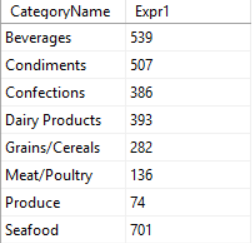 CategoryName Expr1
Beverages 539
Condiments 507
Confections 386
Dairy Products 393
Grains/Cereals 282
Meat/Poultry 136
Produce 74
Seafood 701